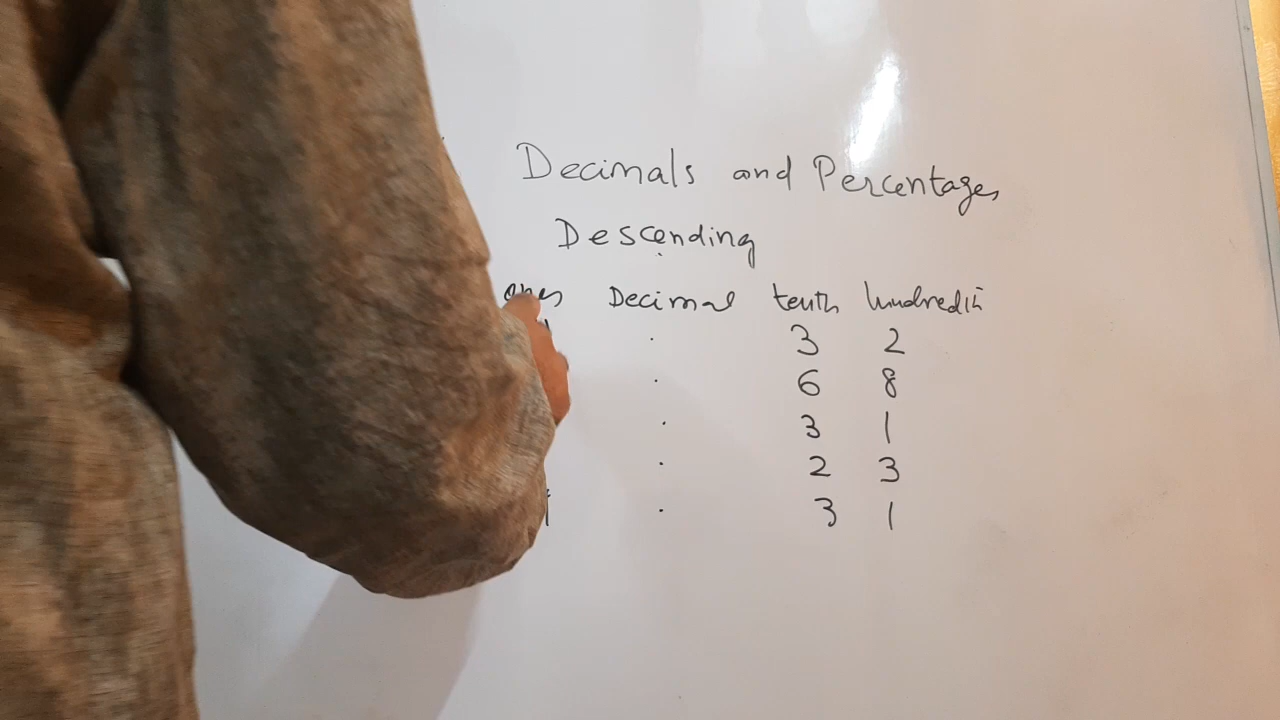 Decimals and Percentages
Descending
ones Decimal tenth hundredth
. 3 2
. 6 8
. 3 1
. 2 3
. 3 1